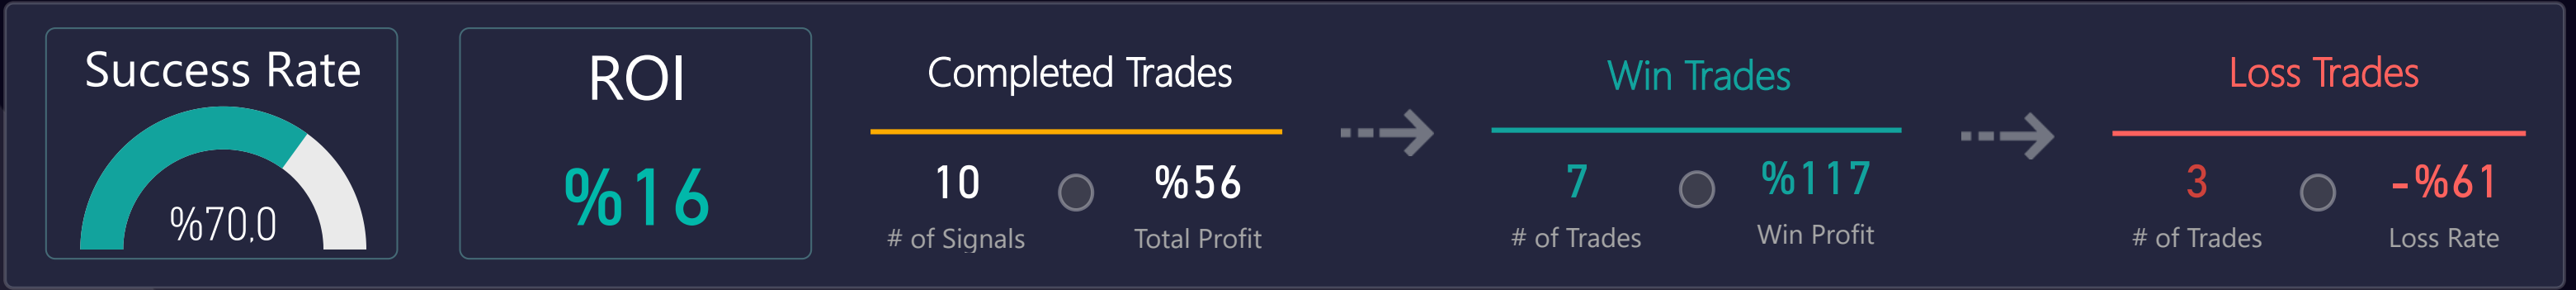 Success Rate
%70,0
ROI
%16
Completed Trades
10
# of Signals
%56
Total Profit
Win Trades
7
# of Trades
%117
Win Profit
Loss Trades
3
# of Trades
-%61
Loss Rate